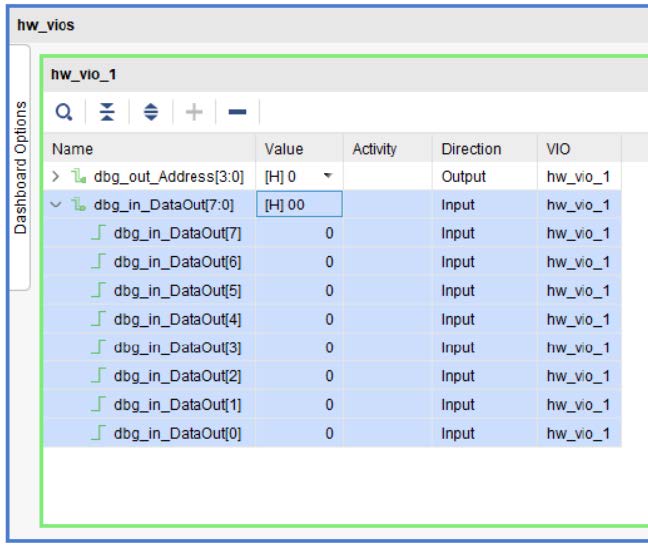 hw_vios
Dashboard Options
hw_vio_1
Name Value Activity Direction VIO
dbg_out_Address[3:0] [H] 0 Output hw_vio_1
dbg_in_DataOut[7:0] [H] 00 Input hw_vio_1
dbg_in_DataOut[7] 0 Input hw_vio_1
dbg_in_DataOut[6] 0 Input hw_vio_1
dbg_in_DataOut[5] 0 Input hw_vio_1
dbg_in_DataOut[4] 0 Input hw_vio_1
dbg_in_DataOut[3] 0 Input hw_vio_1
dbg_in_DataOut[2] 0 Input hw_vio_1
dbg_in_DataOut[1] 0 Input hw_vio_1
dbg_in_DataOut[0] 0 Input hw_vio_1